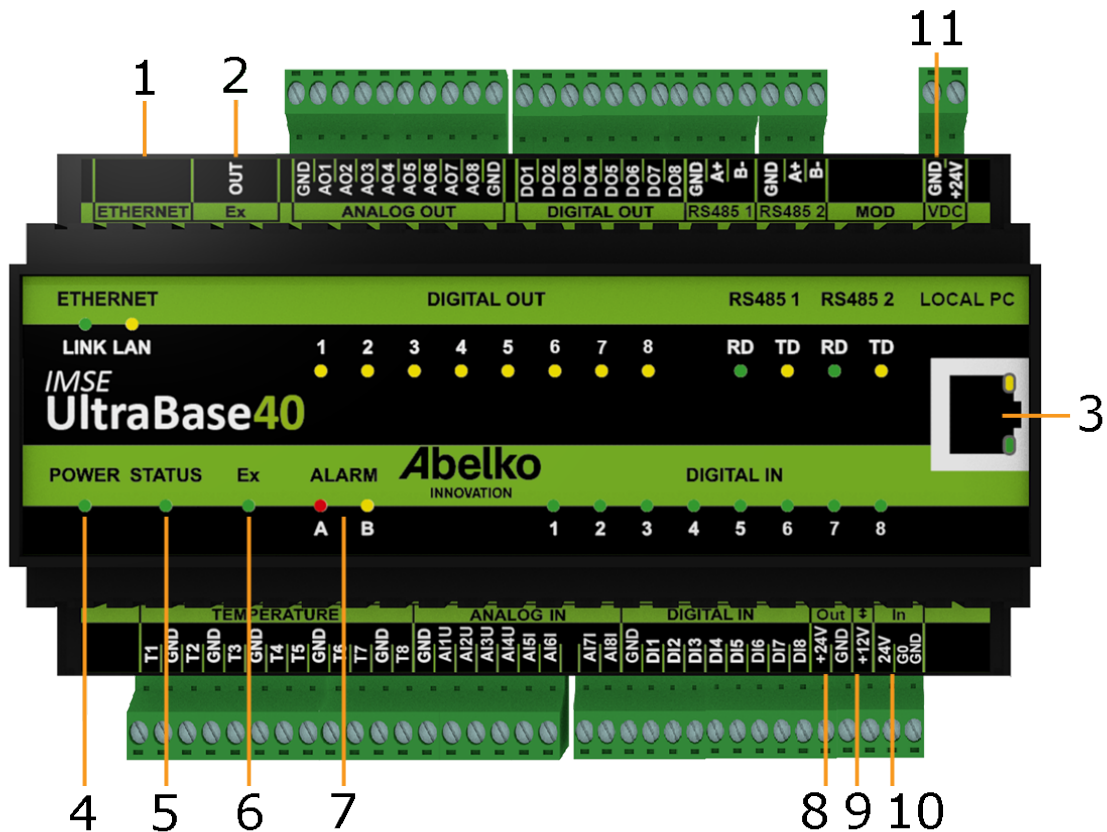 11
1 2
GND AO1 AO2 AO3 AO4 AO5 AO6 AO7 AO8 GND DO1 DO2 DO3 DO4 DO5 DO6 DO7 DO8 GND A+ B- GND A+ B- GND +24V
OUT
ETHERNET Ex ANALOG OUT DIGITAL OUT RS485 1 RS485 2 MOD VDC
ETHERNET DIGITAL OUT RS485 1 RS485 2 LOCAL PC
LINK LAN 1 2 3 4 5 6 7 8 RD TD RD TD
IMSE
UltraBase40
3
POWER STATUS Ex ALARM Abelko DIGITAL IN
INNOVATION
A B 1 2 3 4 5 6 7 8
TEMPERATURE ANALOG IN DIGITAL IN Out ↕ In
T1 GND T2 GND T3 GND T4 T5 GND T6 T7 GND T8 GND AI1U AI2U AI3U AI4U AI5I AI6I AI7I AI8I GND DI1 DI2 DI3 DI4 DI5 DI6 DI7 DI8 +24V GND +12V 24V G0 GND
4 5 6 7 8 9 10